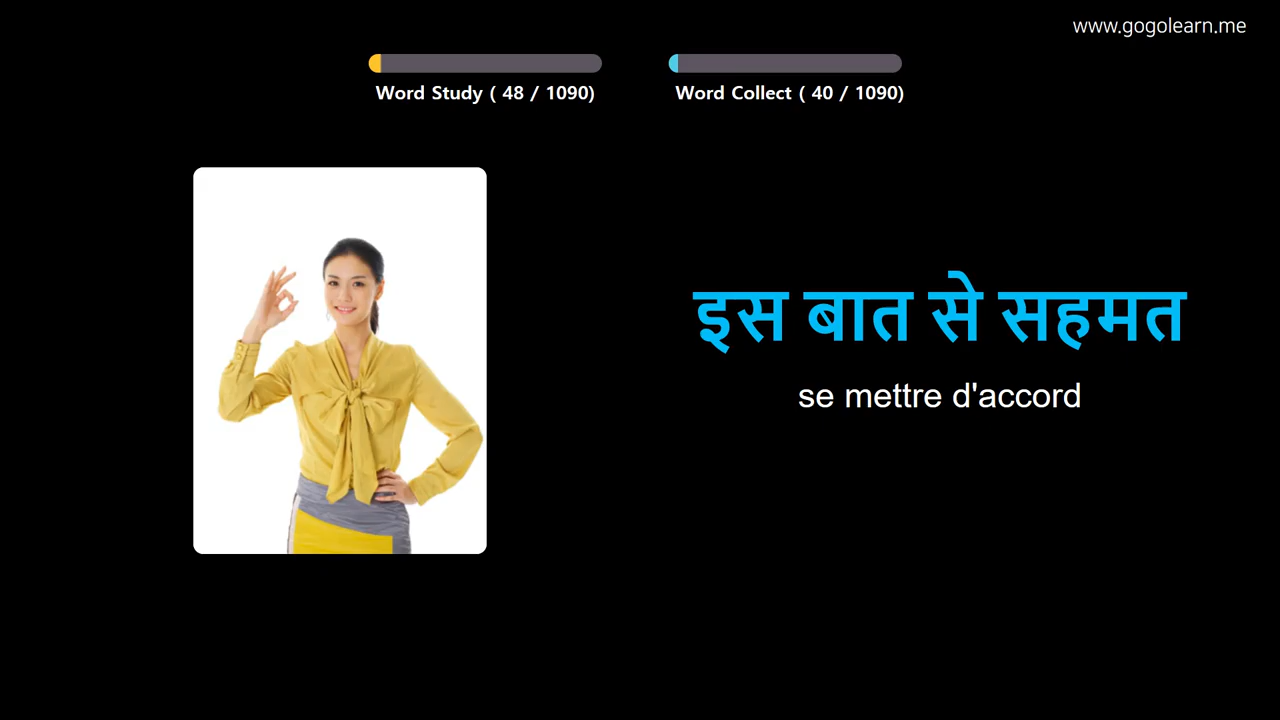 www.gogolearn.me
Word Study ( 48 / 1090)
Word Collect ( 40 / 1090)
इस बात से सहमत
se mettre d'accord